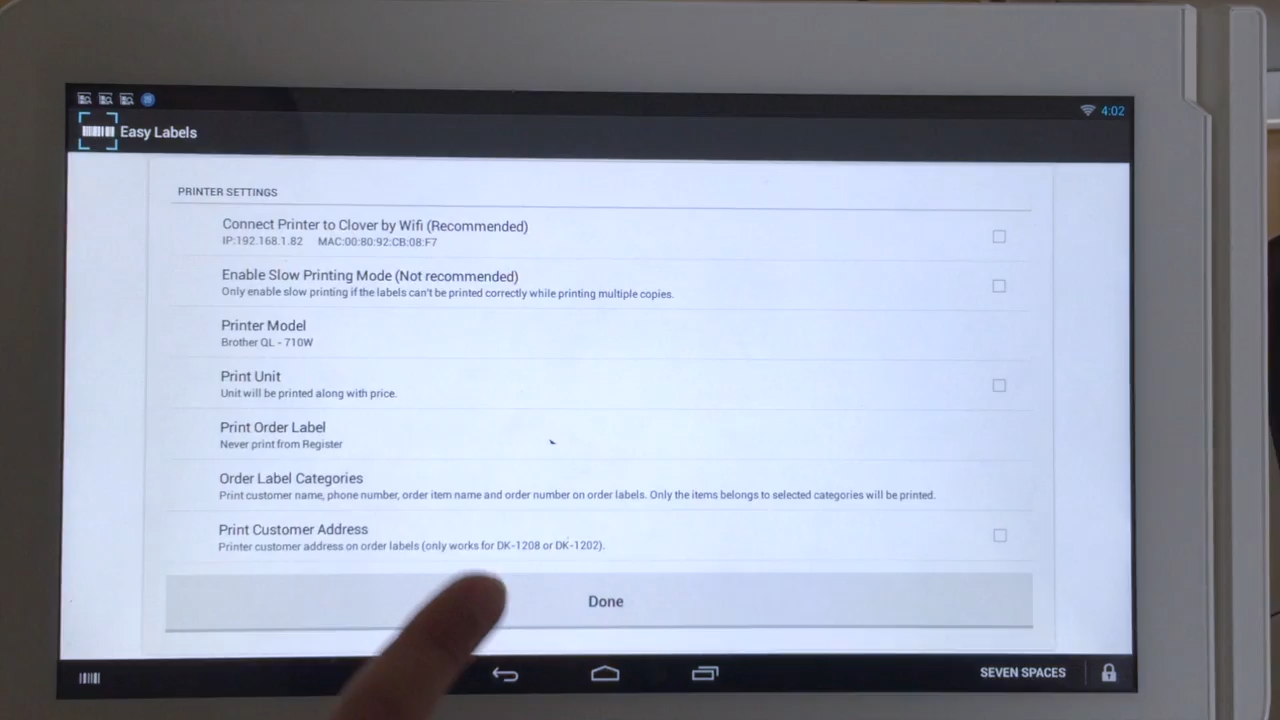 4:02
Easy Labels
PRINTER SETTINGS
Connect Printer to Clover by Wifi (Recommended)
IP:192.168.1.82 MAC:00:80:92:CB:08:F7
Enable Slow Printing Mode (Not recommended)
Only enable slow printing if the labels can't be printed correctly while printing multiple copies.
Printer Model
Brother QL - 710W
Print Unit
Unit will be printed along with price.
Print Order Label
Never print from Register
Order Label Categories
Print customer name, phone number, order item name and order number on order labels. Only the items belongs to selected categories will be printed.
Print Customer Address
Printer customer address on order labels (only works for DK-1208 or DK-1202).
Done
SEVEN SPACES